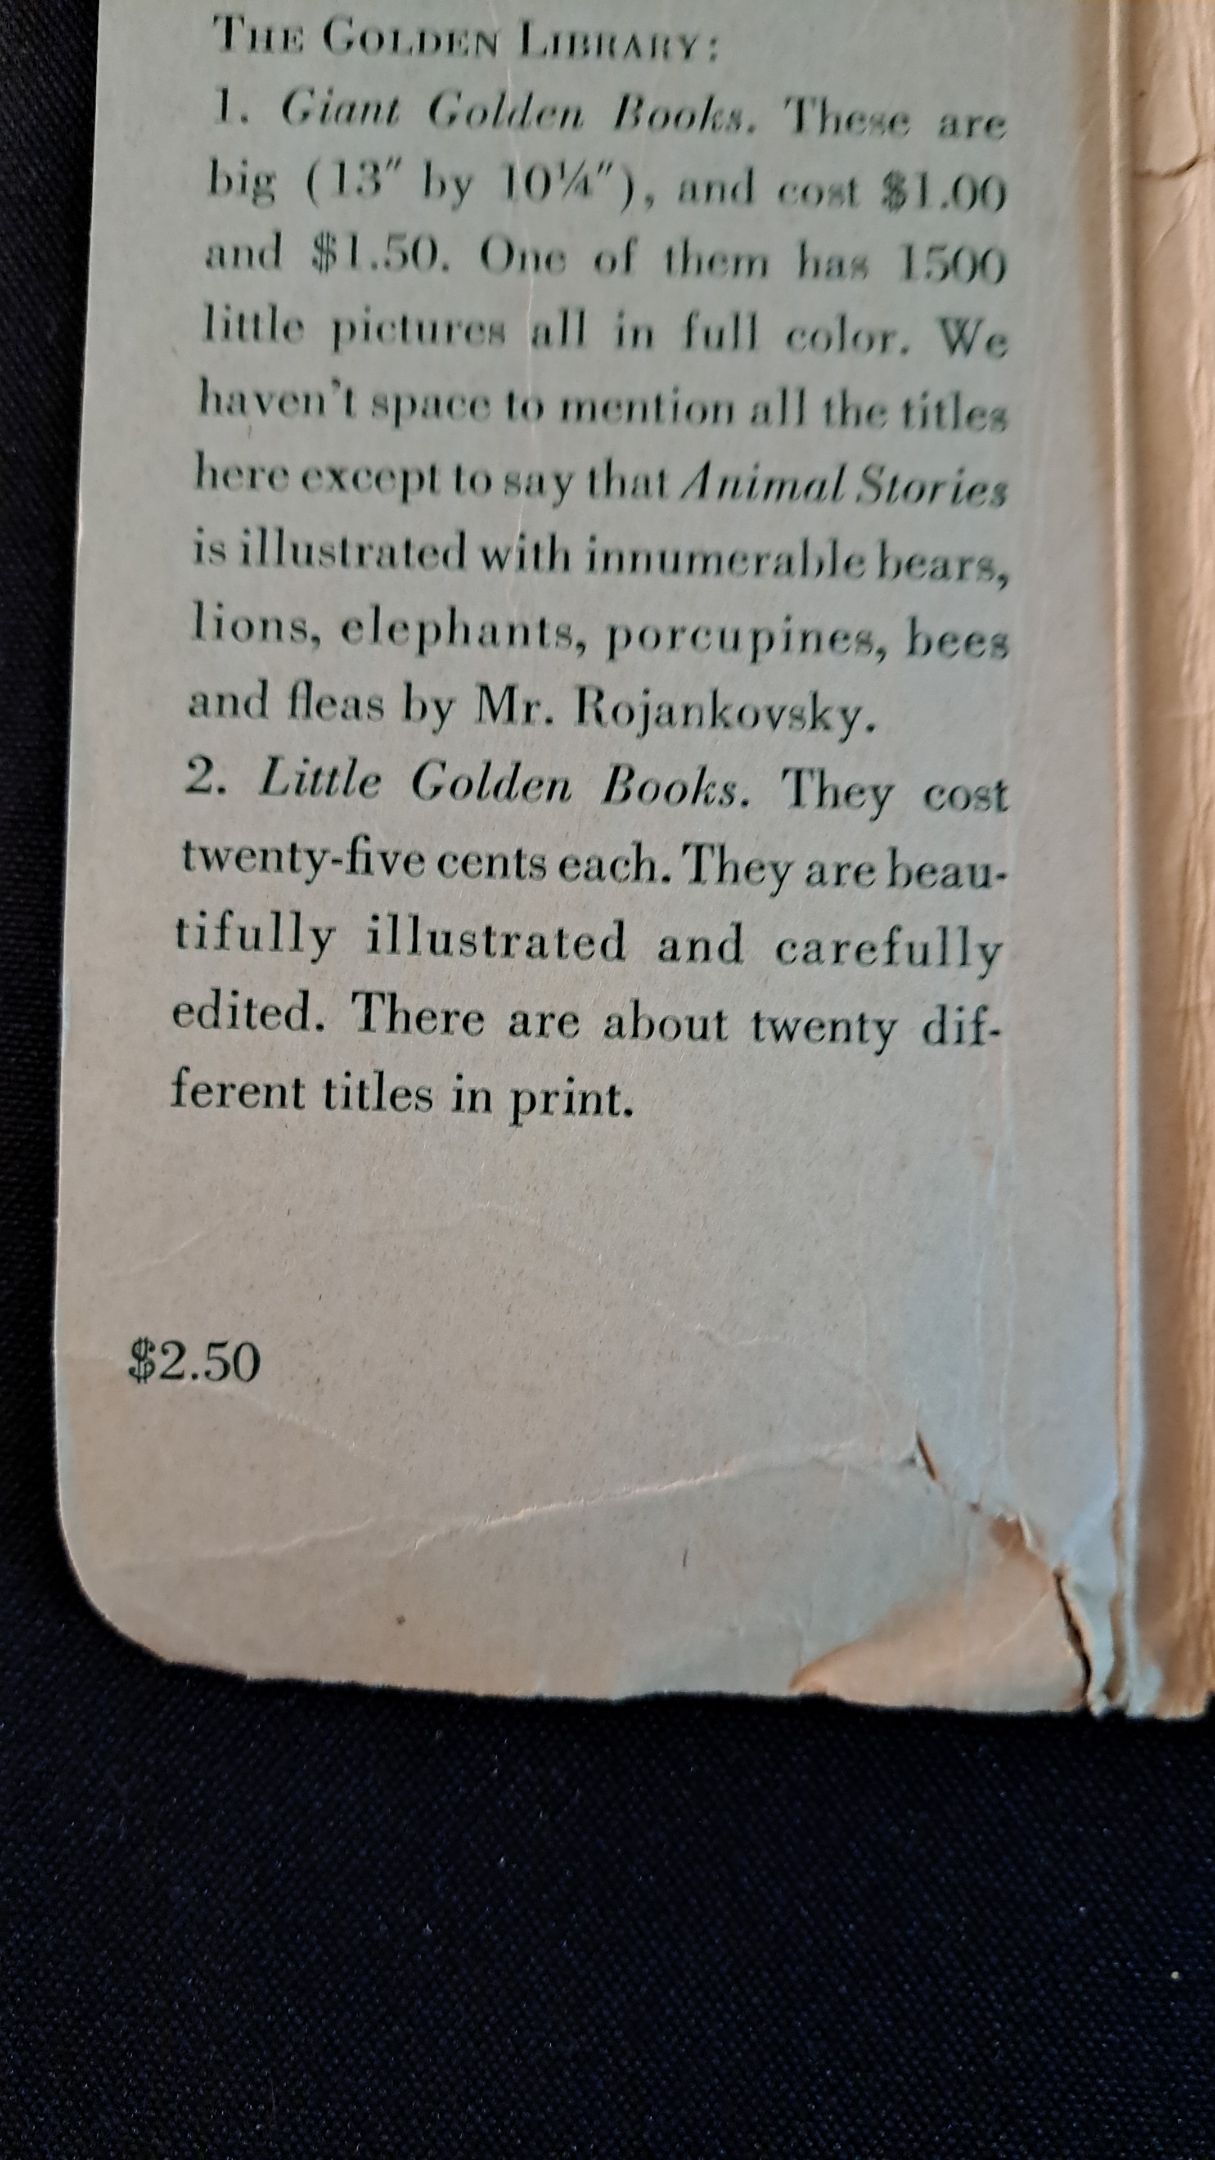 THE GOLDEN LIBRARY:
1. Giant Golden Books. These are
big (13″ by 10¼″), and cost $1.00
and $1.50. One of them has 1500
little pictures all in full color. We
haven't space to mention all the titles
here except to say that Animal Stories
is illustrated with innumerable bears,
lions, elephants, porcupines, bees
and fleas by Mr. Rojankovsky.
2. Little Golden Books. They cost
twenty-five cents each. They are beau-
tifully illustrated and carefully
edited. There are about twenty dif-
ferent titles in print.
$2.50